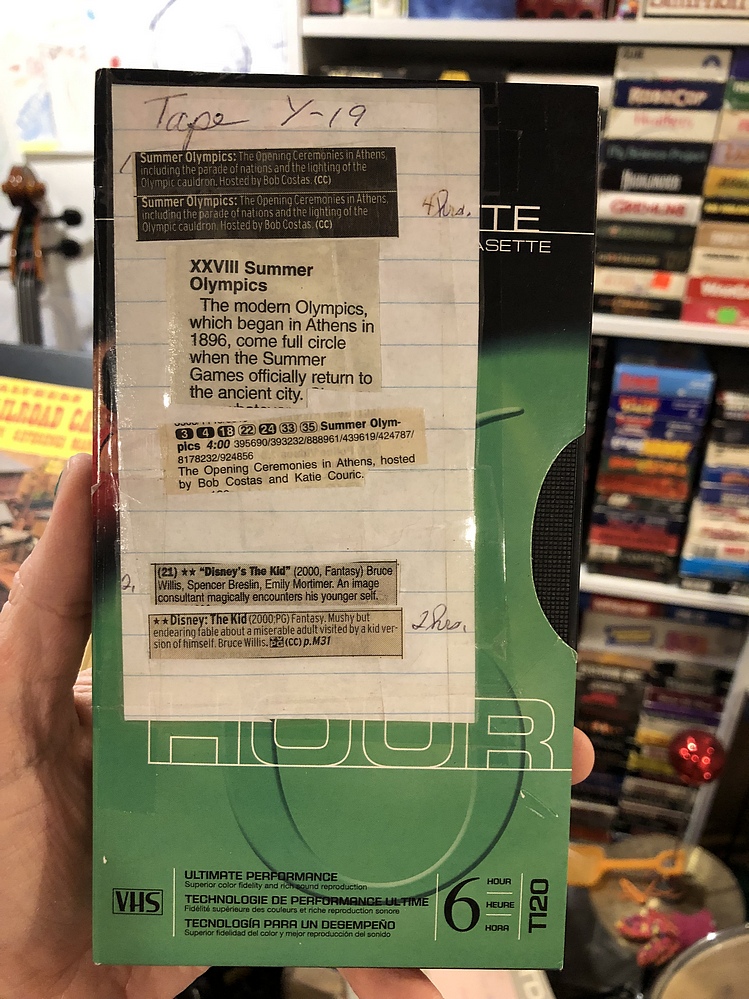 Tape Y-19
Summer Olympics: The Opening Ceremonies in Athens,
including the parade of nations and the lighting of the
Olympic cauldron. Hosted by Bob Costas. (CC)
Summer Olympics: The Opening Ceremonies in Athens,
including the parade of nations and the lighting of the
Olympic cauldron. Hosted by Bob Costas. (CC)
4 hrs.
TTE
ASETTE
XXVIII Summer
Olympics
The modern Olympics,
which began in Athens in
1896, come full circle
when the Summer
Games officially return to
the ancient city.
3 4 18 22 24 33 35 Summer Olym-
pics 4:00 395690/393232/888961/439619/424787/
8178232/924856
The Opening Ceremonies in Athens, hosted
by Bob Costas and Katie Couric.
2,
(21) ★★ "Disney's The Kid" (2000, Fantasy) Bruce
Willis, Spencer Breslin, Emily Mortimer. An image
consultant magically encounters his younger self.
★★ Disney: The Kid (2000:PG) Fantasy. Mushy but
endearing fable about a miserable adult visited by a kid ver-
sion of himself. Bruce Willis. (CC) p.M31
2 hrs.
HOUR
ULTIMATE PERFORMANCE
Superior color fidelity and rich sound reproduction
TECHNOLOGIE DE PERFORMANCE ULTIME
Fidélité supérieure des couleurs et riche reproduction sonore
TECNOLOGÍA PARA UN DESEMPEÑO
Superior fidelidad del color y mejor reproducción del sonido
VHS
6
HOUR
HEURE
HORA
T120
ROBOCOP
Heathers
GREMLINS